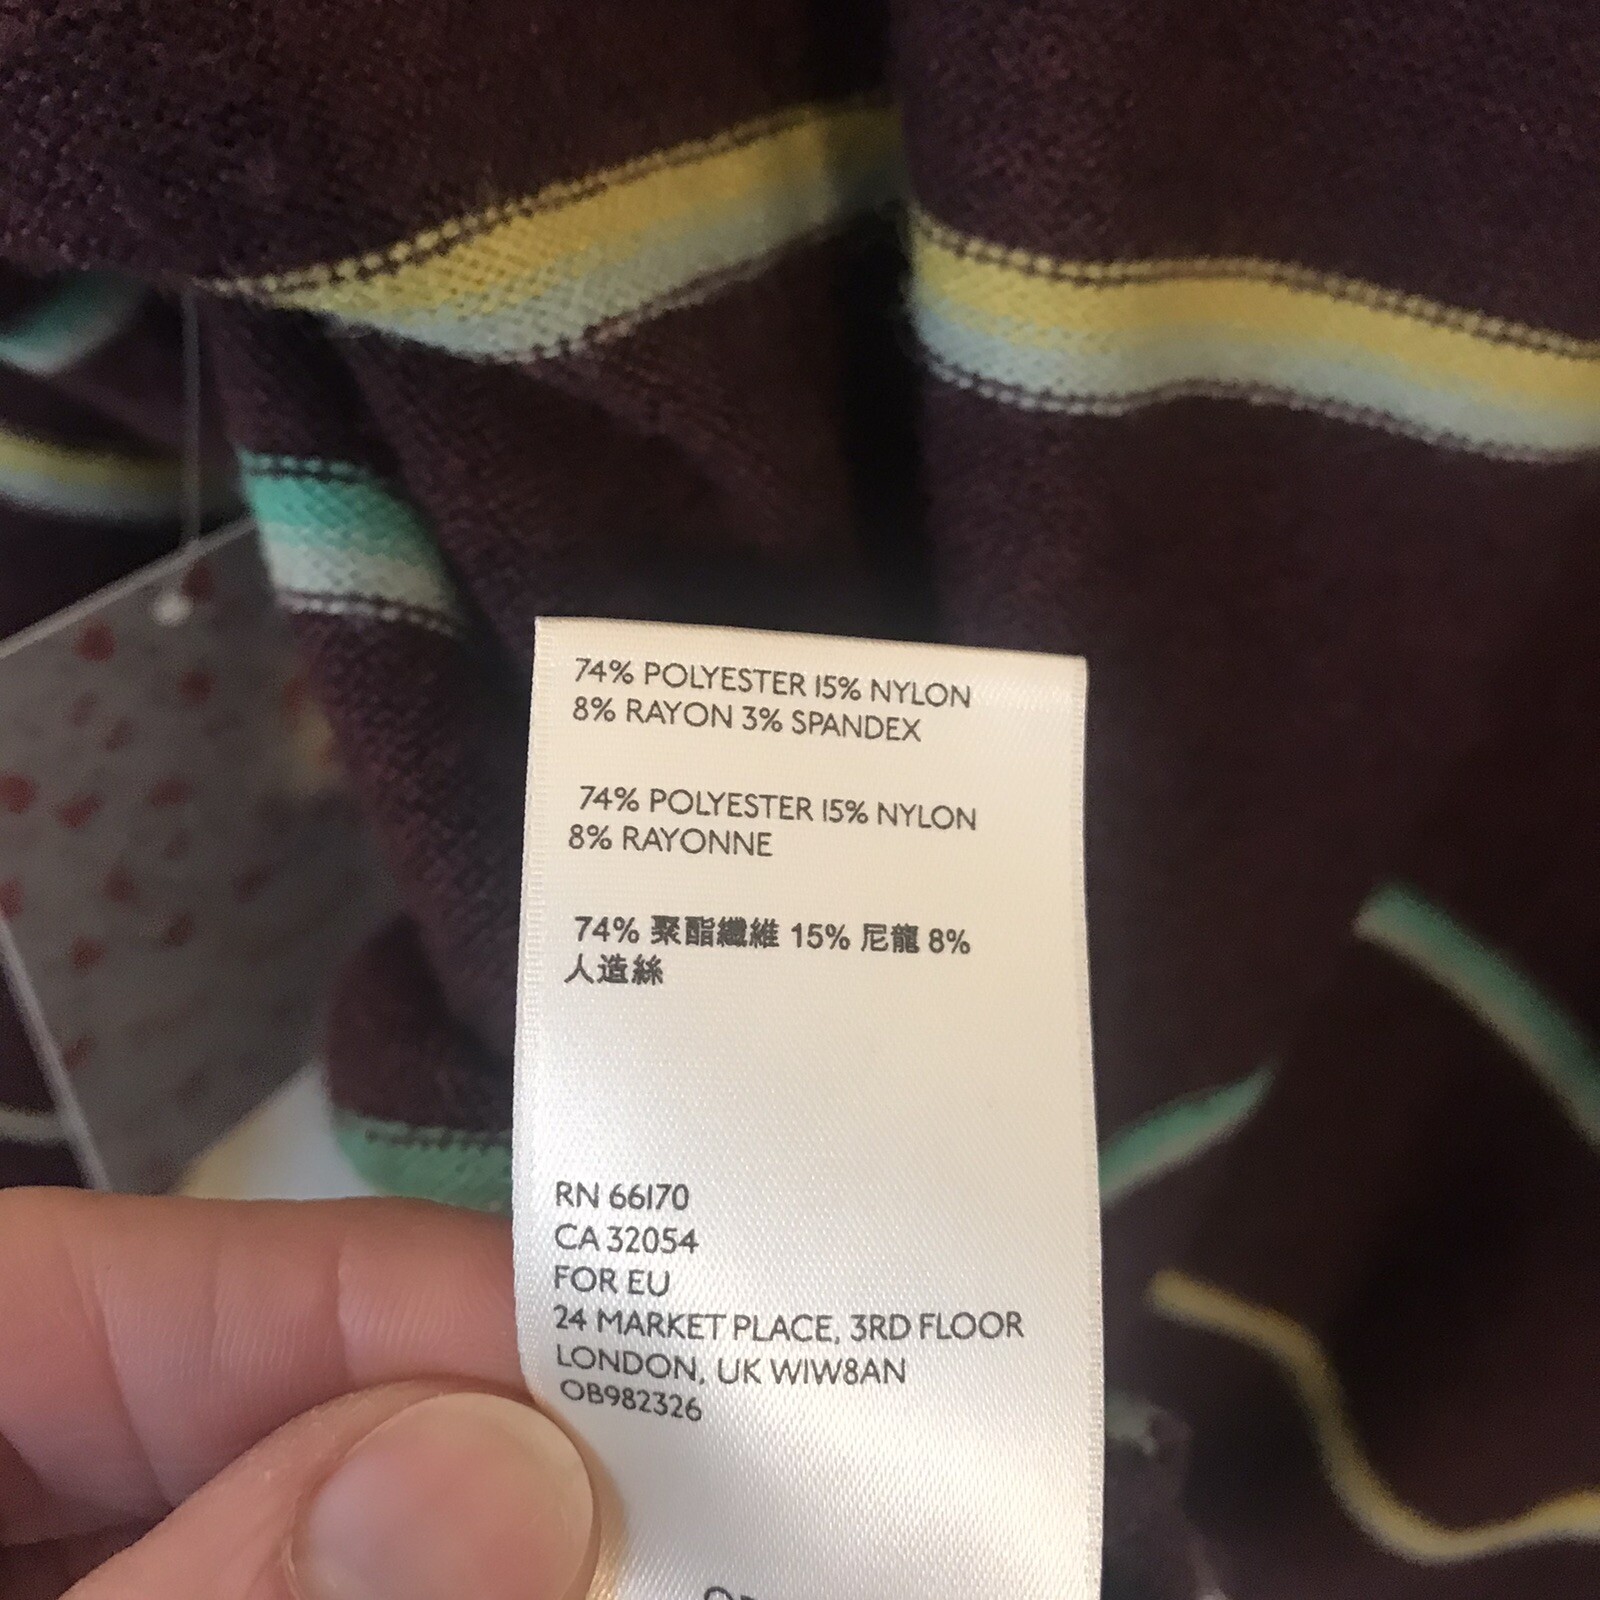 74% POLYESTER 15% NYLON
8% RAYON 3% SPANDEX
74% POLYESTER 15% NYLON
8% RAYONNE
74% 聚酯纖維 15% 尼龍 8%
人造絲
RN 66170
CA 32054
FOR EU
24 MARKET PLACE, 3RD FLOOR
LONDON, UK W1W8AN
OB982326